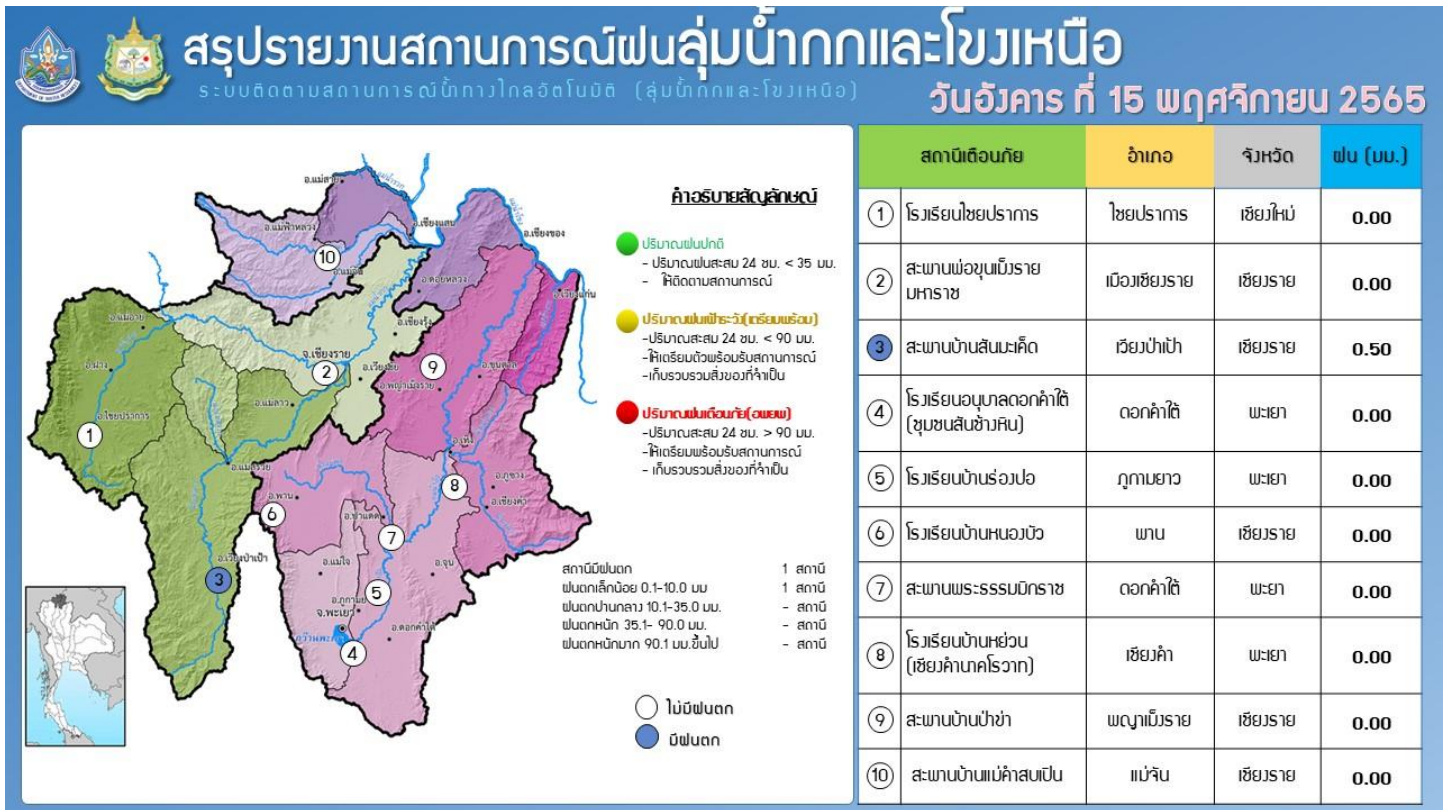 สรุปรายงานสถานการณ์ฝนลุ่มน้ำกกและโขงเหนือ
ระบบติดตามสถานการณ์น้ำทางไกลอัตโนมัติ (ลุ่มน้ำกกและโขงเหนือ)
วันอังคาร ที่ 15 พฤศจิกายน 2565
อ.แม่สาย
อ.แม่ฟ้าหลวง
อ.เชียงแสน
อ.เชียงของ
10
อ.แม่จัน
อ.ดอยหลวง
อ.เวียงแก่น
อ.แม่อาย
อ.เชียงรุ้ง
อ.ฝาง
จ.เชียงราย
2
อ.เวียงชัย
9
อ.ขุนตาล
อ.พญาเม็งราย
อ.ไชยปราการ
อ.แม่ลาว
1
อ.เทิง
อ.แม่สรวย
8
อ.ภูซาง
อ.เชียงคำ
อ.พาน
6
อ.ป่าแดด
7
อ.เวียงป่าเป้า
3
อ.แม่ใจ
อ.จุน
5
อ.ภูกามยาว
จ.พะเยา
กว๊านพะเยา
อ.ดอกคำใต้
4
คำอธิบายสัญลักษณ์
ปริมาณฝนปกติ
- ปริมาณฝนสะสม 24 ชม. < 35 มม.
- ให้ติดตามสถานการณ์
ปริมาณฝนเฝ้าระวัง(เตรียมพร้อม)
-ปริมาณสะสม 24 ชม. < 90 มม.
-ให้เตรียมตัวพร้อมรับสถานการณ์
-เก็บรวบรวมสิ่งของที่จำเป็น
ปริมาณฝนเตือนภัย(อพยพ)
-ปริมาณสะสม 24 ชม. > 90 มม.
-ให้เตรียมพร้อมรับสถานการณ์
- เก็บรวบรวมสิ่งของที่จำเป็น
สถานีมีฝนตก 1 สถานี
ฝนตกเล็กน้อย 0.1-10.0 มม 1 สถานี
ฝนตกปานกลาง 10.1-35.0 มม. - สถานี
ฝนตกหนัก 35.1- 90.0 มม. - สถานี
ฝนตกหนักมาก 90.1 มม.ขึ้นไป - สถานี
ไม่มีฝนตก
มีฝนตก
สถานีเตือนภัย อำเภอ จังหวัด ฝน (มม.)
1 โรงเรียนไชยปราการ ไชยปราการ เชียงใหม่ 0.00
2 สะพานพ่อขุนเม็งราย
มหาราช เมืองเชียงราย เชียงราย 0.00
3 สะพานบ้านสันมะเค็ด เวียงป่าเป้า เชียงราย 0.50
4 โรงเรียนอนุบาลดอกคำใต้
(ชุมชนสันช้างหิน) ดอกคำใต้ พะเยา 0.00
5 โรงเรียนบ้านร่องปอ ภูกามยาว พะเยา 0.00
6 โรงเรียนบ้านหนองบัว พาน เชียงราย 0.00
7 สะพานพระธรรมมิกราช ดอกคำใต้ พะเยา 0.00
8 โรงเรียนบ้านหย่วน
(เชียงคำนาคโรวาท) เชียงคำ พะเยา 0.00
9 สะพานบ้านป่าข่า พญาเม็งราย เชียงราย 0.00
10 สะพานบ้านแม่คำสบเปิน แม่จัน เชียงราย 0.00